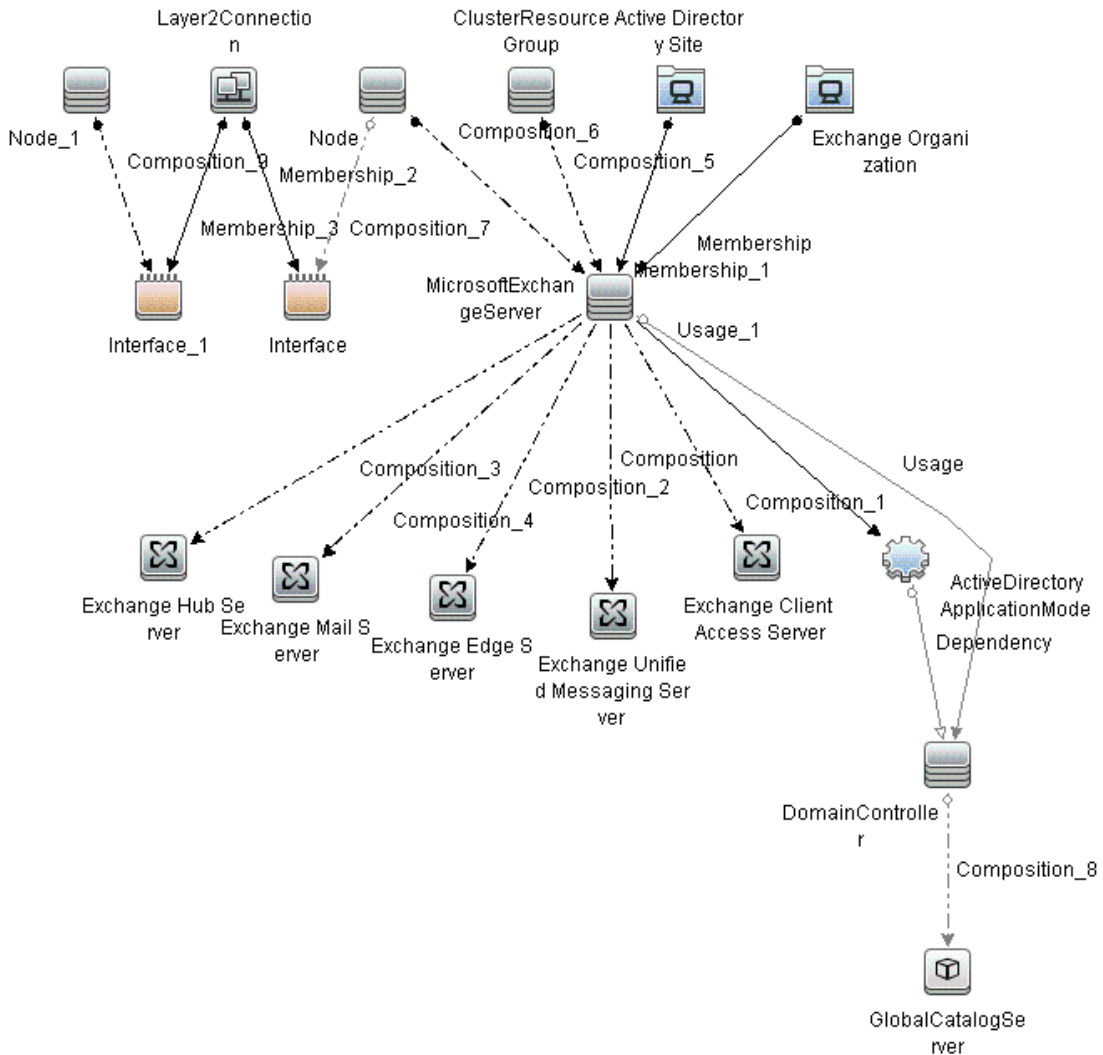 Layer2Connectio
n
ClusterResource
Group
Active Director
y Site
Node_1
Node
Composition_6
Exchange Organi
zation
Composition_9
Membership_2
Composition_5
Membership_3
Composition_7
Membership
Membership_1
MicrosoftExchan
geServer
Usage_1
Interface_1
Interface
Usage
Composition_3
Composition
Composition_2
Composition_1
Composition_4
Exchange Hub Se
rver
Exchange Mail S
erver
Exchange Edge S
erver
Exchange Unifie
d Messaging Ser
ver
Exchange Client
Access Server
ActiveDirectory
ApplicationMode
Dependency
DomainControlle
r
Composition_8
GlobalCatalogSe
rver